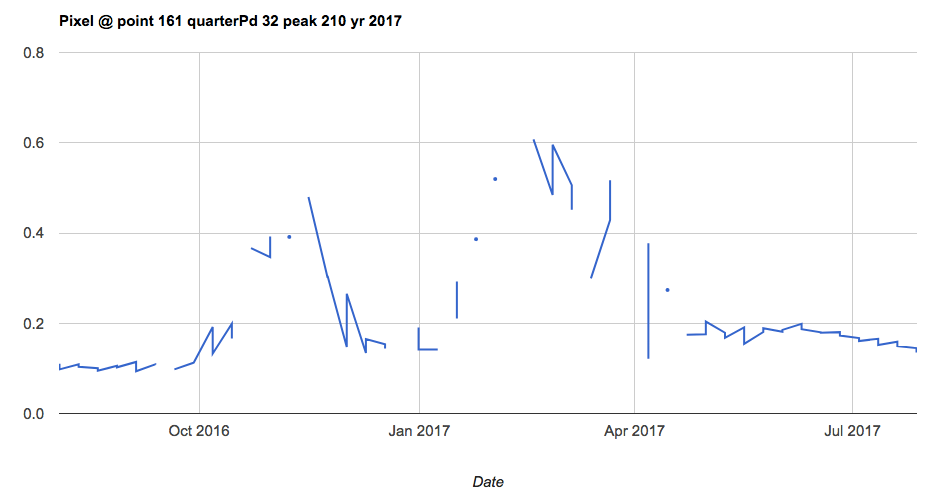 Pixel @ point 161 quarterPd 32 peak 210 yr 2017
0.8
0.6
0.4
0.2
0.0
Oct 2016 Jan 2017 Apr 2017 Jul 2017
Date